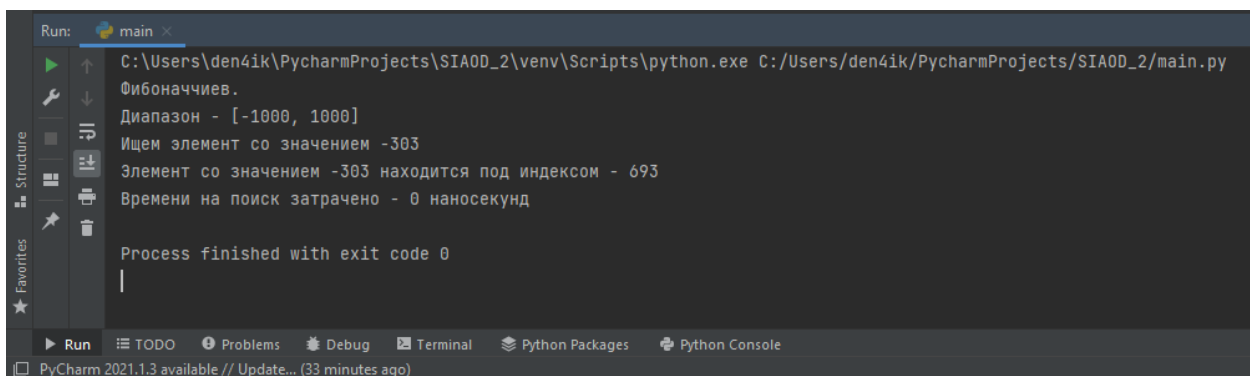 Run: main
C:\Users\den4ik\PycharmProjects\SIAOD_2\venv\Scripts\python.exe C:/Users/den4ik/PycharmProjects/SIAOD_2/main.py
Фибоначчиев.
Диапазон - [-1000, 1000]
Ищем элемент со значением -303
Элемент со значением -303 находится под индексом - 693
Времени на поиск затрачено - 0 наносекунд
Process finished with exit code 0
Structure
Favorites
Run TODO Problems Debug Terminal Python Packages Python Console
PyCharm 2021.1.3 available // Update... (33 minutes ago)